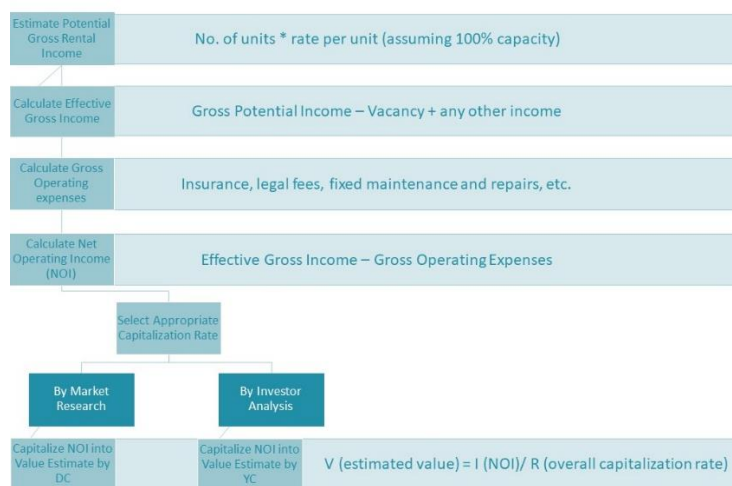 Estimate Potential
Gross Rental
Income
No. of units * rate per unit (assuming 100% capacity)
Calculate Effective
Gross Income
Gross Potential Income – Vacancy + any other income
Calculate Gross
Operating
expenses
Insurance, legal fees, fixed maintenance and repairs, etc.
Calculate Net
Operating Income
(NOI)
Effective Gross Income – Gross Operating Expenses
Select Appropriate
Capitalization Rate
By Market
Research
By Investor
Analysis
Capitalize NOI into
Value Estimate by
DC
Capitalize NOI into
Value Estimate by
YC
V (estimated value) = I (NOI)/ R (overall capitalization rate)